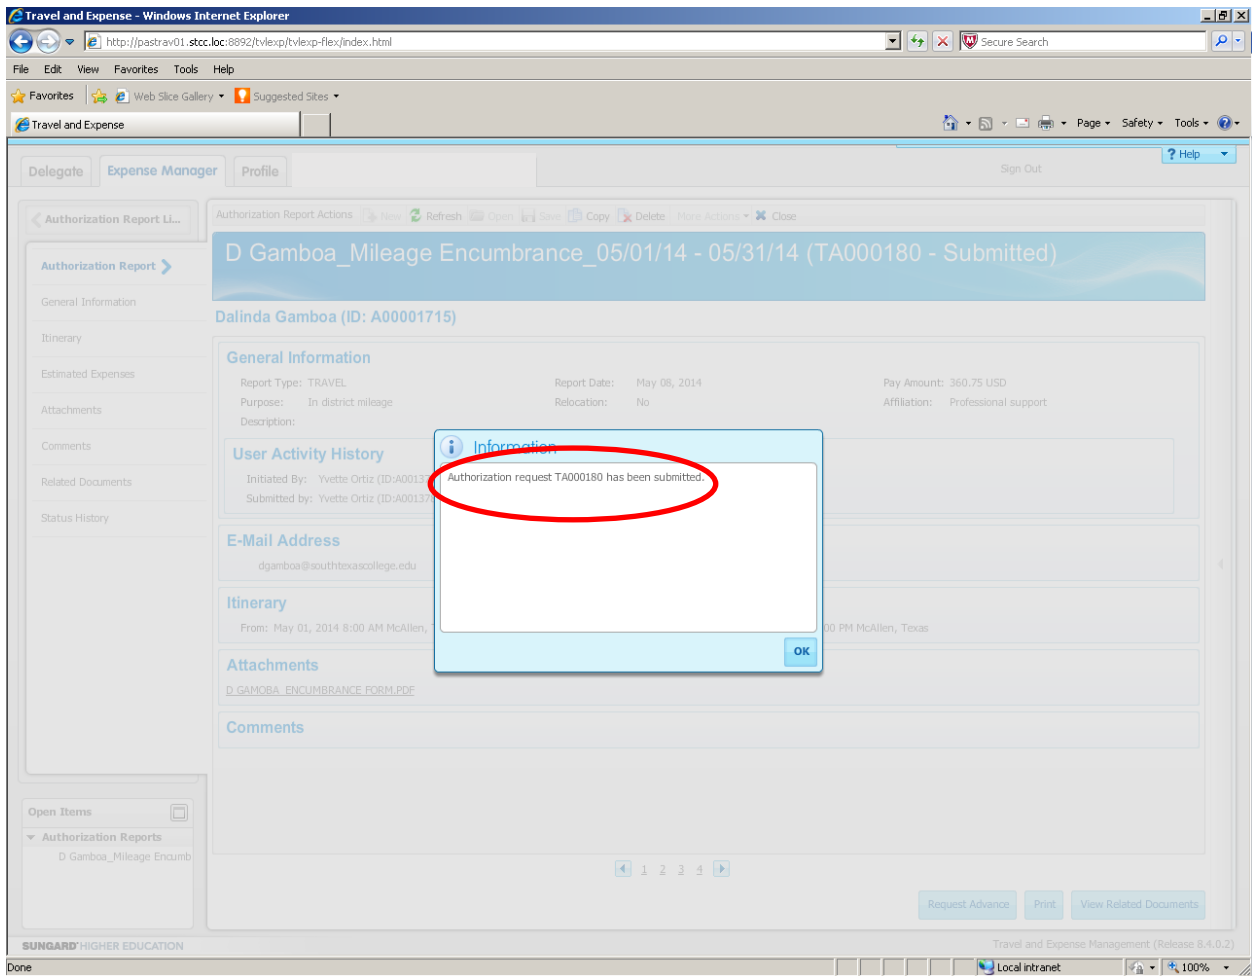 Travel and Expense - Windows Internet Explorer
http://pastrav01.stcc.loc:8892/tvlexp/tvlexp-flex/index.html
Secure Search
File Edit View Favorites Tools Help
Favorites Web Slice Gallery Suggested Sites
Travel and Expense
Page Safety Tools
? Help
Delegate Expense Manager Profile Sign Out
Authorization Report Li...
Authorization Report Actions New Refresh Open Save Copy Delete More Actions Close
D Gamboa_Mileage Encumbrance_05/01/14 - 05/31/14 (TA000180 - Submitted)
Authorization Report
General Information
Itinerary
Estimated Expenses
Attachments
Comments
Related Documents
Status History
Dalinda Gamboa (ID: A00001715)
General Information
Report Type: TRAVEL Report Date: May 08, 2014 Pay Amount: 360.75 USD
Purpose: In district mileage Relocation: No Affiliation: Professional support
Description:
User Activity History
Initiated By: Yvette Ortiz
Submitted by: Yvette Ortiz
Information
Authorization request TA000180 has been submitted.
OK
E-Mail Address
dgamboa@southtexascollege.edu
Itinerary
From: May 01, 2014 8:00 AM McAllen,
PM McAllen, Texas
Attachments
D GAMOBA ENCUMBRANCE FORM.PDF
Comments
Open Items
Authorization Reports
D Gamboa_Mileage Encumb
1 2 3 4
Request Advance Print View Related Documents
SUNGARD HIGHER EDUCATION
Travel and Expense Management (Release 8.4.0.2)
Done Local intranet 100%